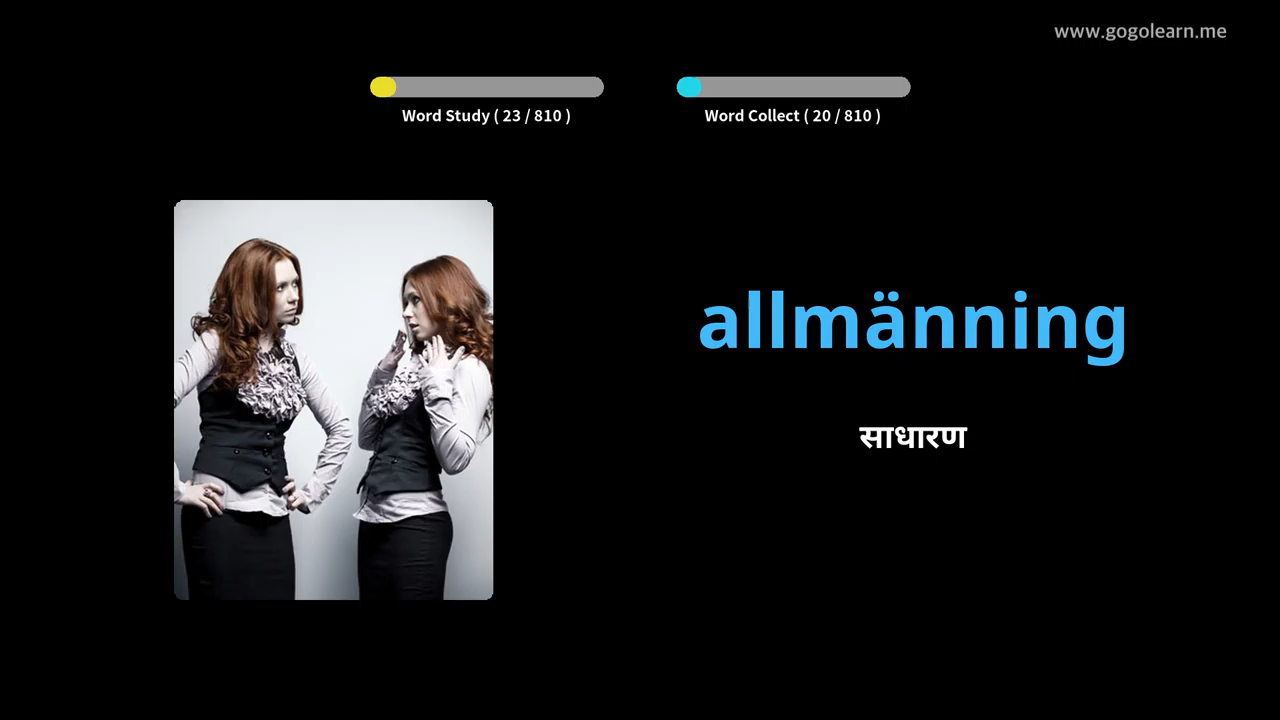 www.gogolearn.me
Word Study ( 23 / 810 )
Word Collect ( 20 / 810 )
allmänning
साधारण